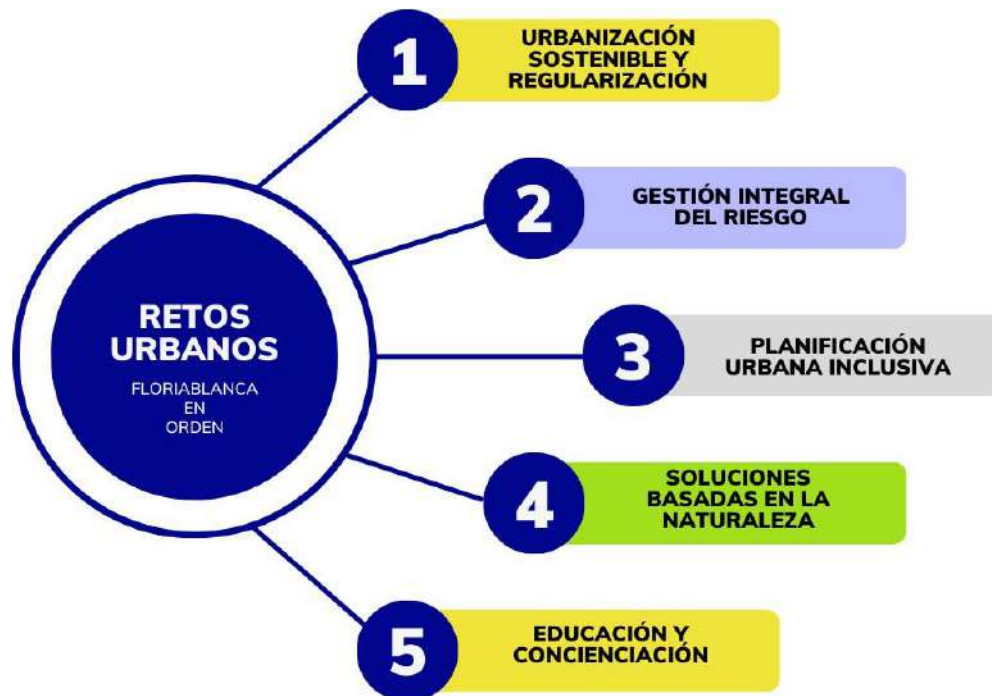 1
URBANIZACIÓN
SOSTENIBLE Y
REGULARIZACIÓN
2
GESTIÓN INTEGRAL
DEL RIESGO
RETOS
URBANOS
FLORIABLANCA
EN
ORDEN
3
PLANIFICACIÓN
URBANA INCLUSIVA
4
SOLUCIONES
BASADAS EN LA
NATURALEZA
5
EDUCACIÓN Y
CONCIENCIACIÓN